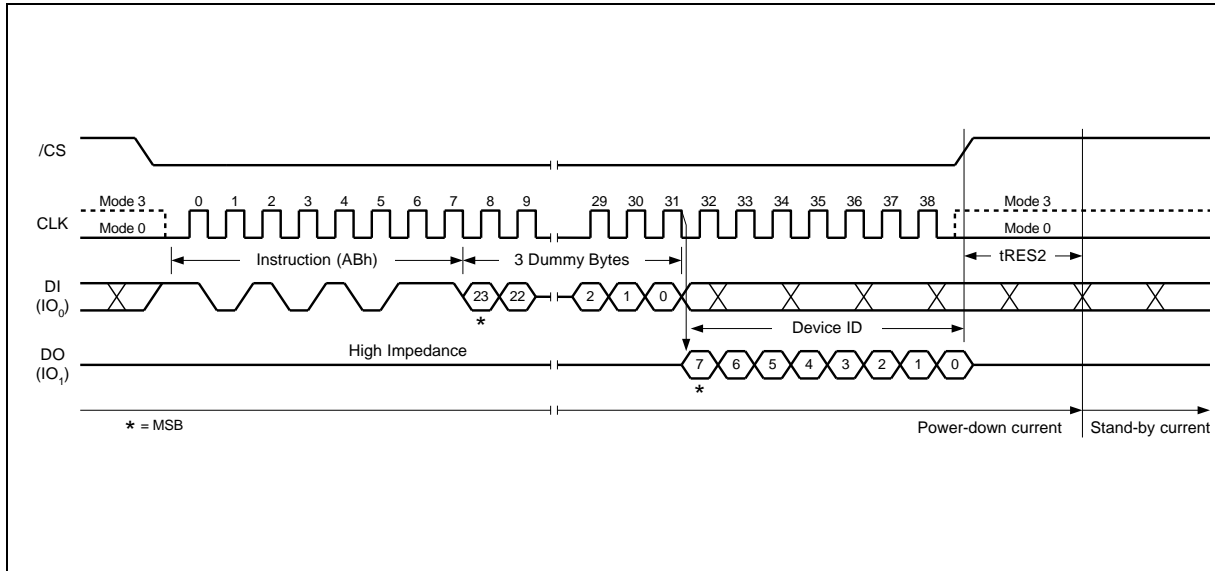 /CS
Mode 3 0 1 2 3 4 5 6 7 8 9 29 30 31 32 33 34 35 36 37 38 Mode 3
CLK
Mode 0 Mode 0
Instruction (ABh) 3 Dummy Bytes tRES2
DI
(IO0)
23 22 2 1 0
*
Device ID
High Impedance
DO
(IO1)
7 6 5 4 3 2 1 0
*
* = MSB
Power-down current Stand-by current